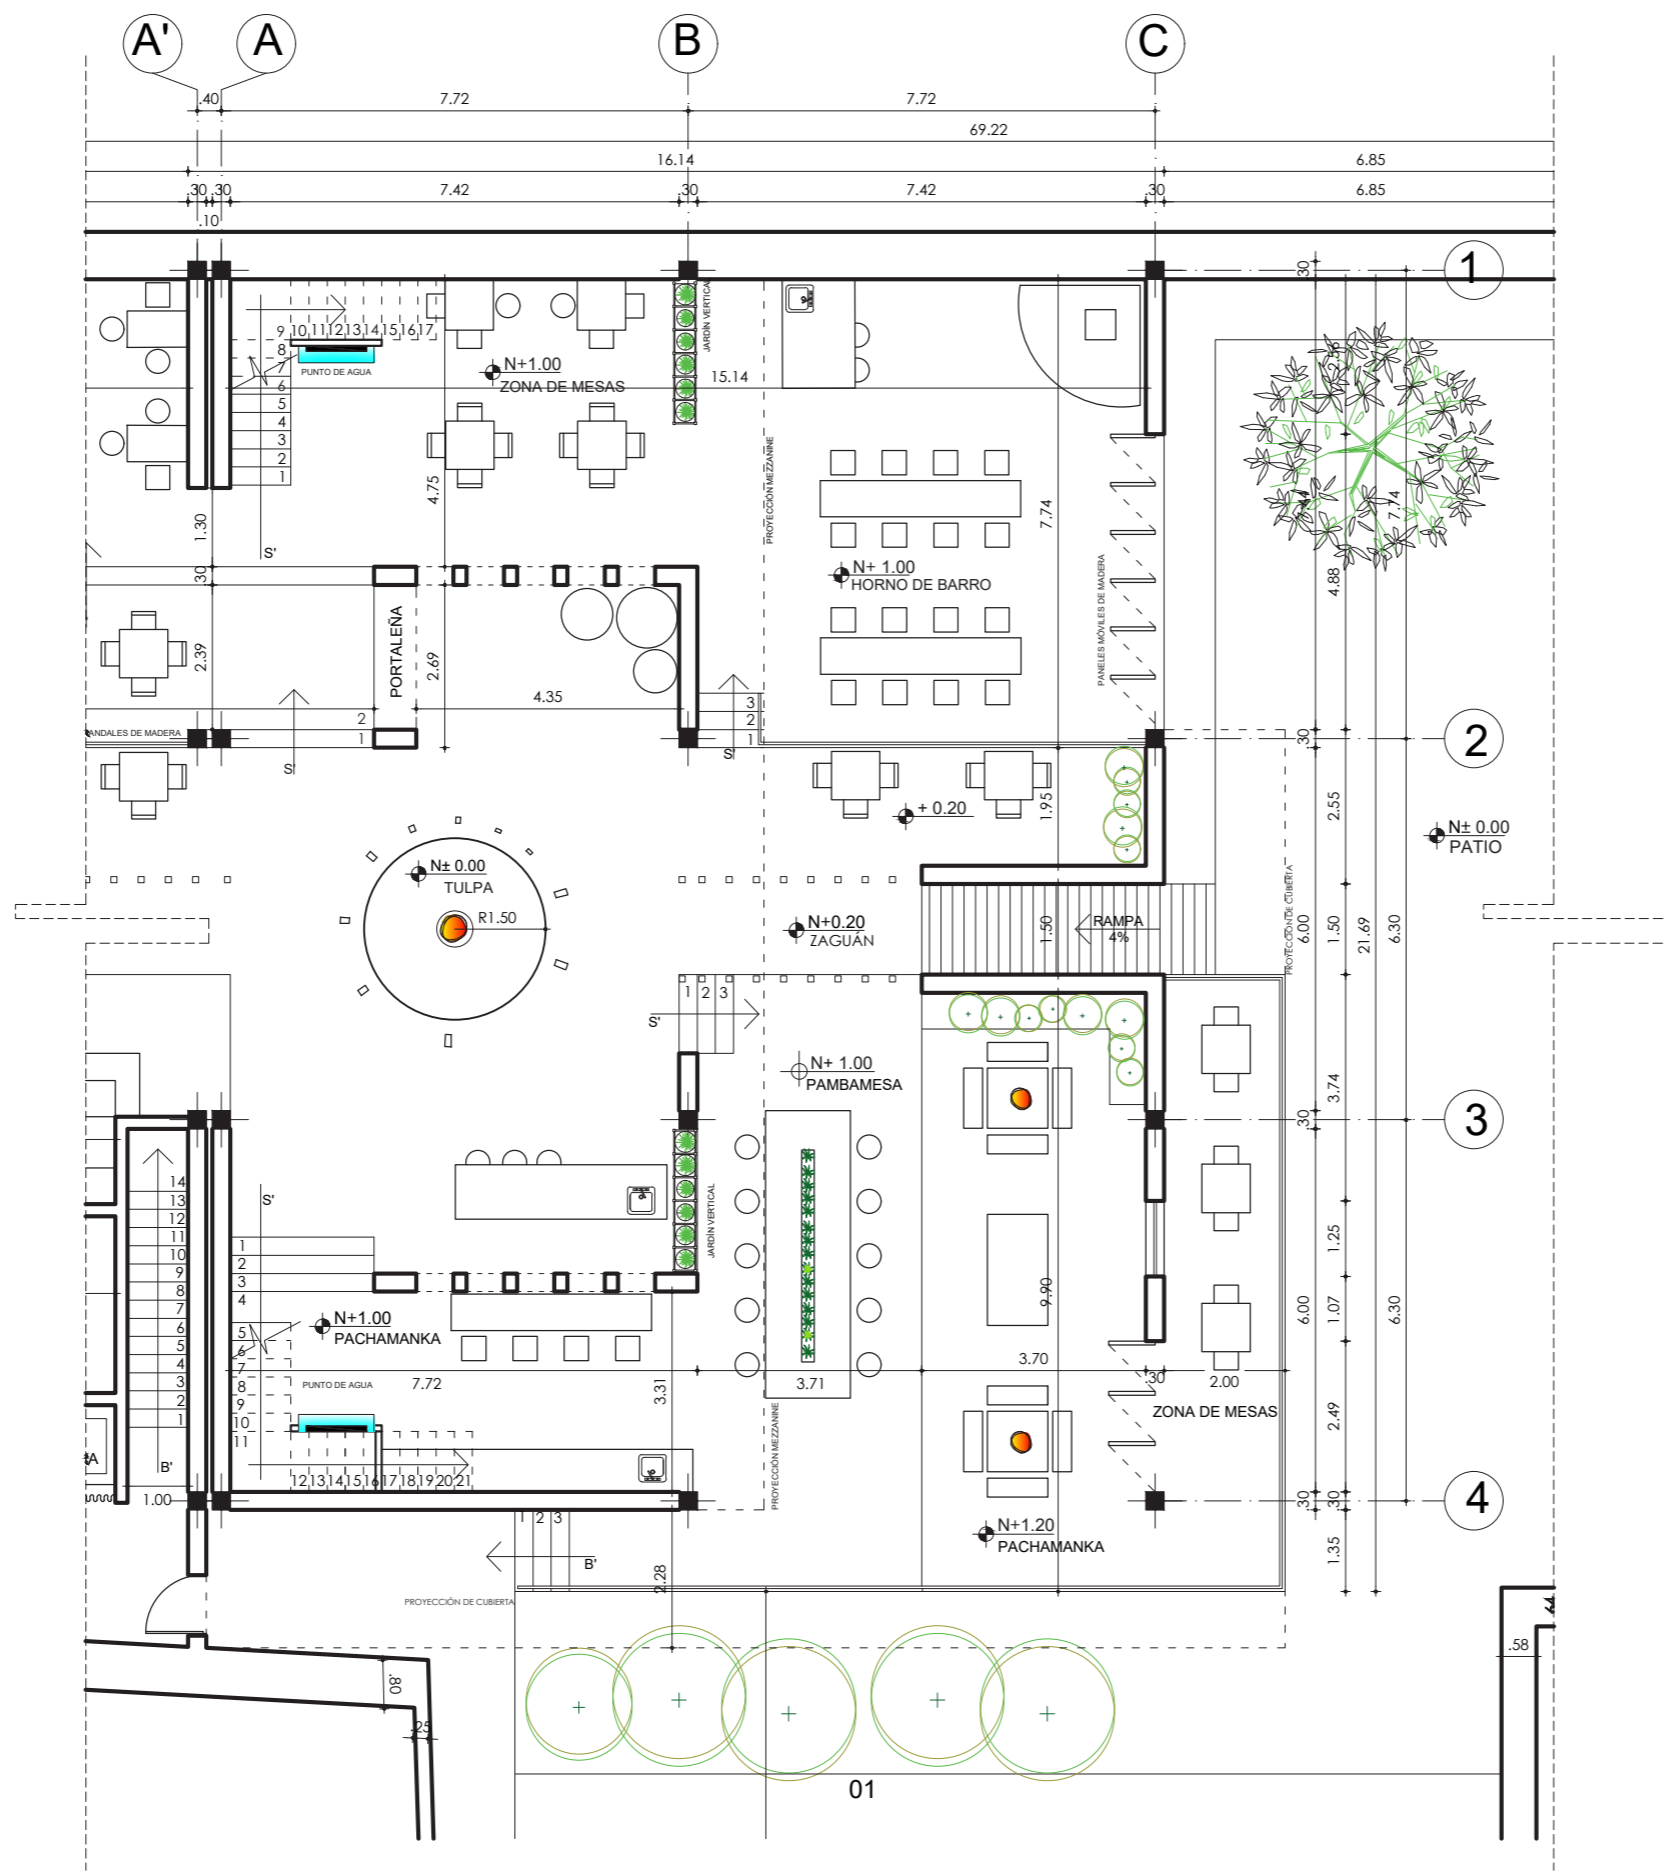 A' A B C
.40 7.72 7.72
69.22
16.14 6.85
.30 .30 7.42 .30 7.42 .30 6.85
.10
1
.30
JARDÍN VERTICAL
9 10 11 12 13 14 15 16 17
8
7
6
5
4
3
2
1
PUNTO DE AGUA
N+1.00
ZONA DE MESAS
15.14
2.56
PROYECCIÓN MEZZANINE
4.75
1.30
S'
7.74
7.74
4.88
.30
N+ 1.00
HORNO DE BARRO
PANELES MÓVILES DE MADERA
PORTALEÑA
2.39
2.69
4.35
3
2
1
S'
2
1
S'
ANDALES DE MADERA
.30
2
+ 0.20
1.95
2.55
N± 0.00
PATIO
N± 0.00
TULPA
R1.50
N+0.20
ZAGUÁN
1.50
RAMPA
4%
PROYECCIÓN DE CUBIERTA
6.00
1.50
21.69
6.30
1 2 3
S'
N+ 1.00
PAMBAMESA
3.74
.30
3
14
13
12
11
10
9
8
7
6
5
4
3
2
1
B'
S'
JARDÍN VERTICAL
1
2
3
4
5
6
7
8
9
10
11
12 13 14 15 16 17 18 19 20 21
N+1.00
PACHAMANKA
PUNTO DE AGUA
7.72
3.31
3.71
9.90
3.70
.30
2.00
ZONA DE MESAS
1.25
6.00
1.07
6.30
2.49
PROYECCIÓN MEZZANINE
A
1.00
.30
.30
4
1 2 3
B'
N+1.20
PACHAMANKA
1.35
2.28
PROYECCIÓN DE CUBIERTA
.80
.25
.58
01